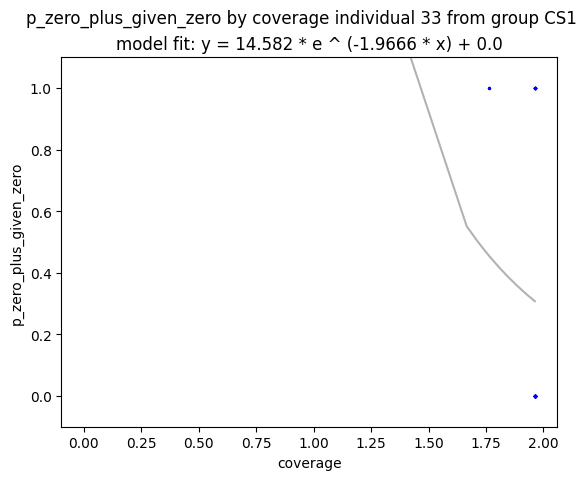 p_zero_plus_given_zero by coverage individual 33 from group CS1
model fit: y = 14.582 * e ^ (-1.9666 * x) + 0.0
1.0
0.8
0.6
0.4
0.2
0.0
p_zero_plus_given_zero
0.00 0.25 0.50 0.75 1.00 1.25 1.50 1.75 2.00
coverage